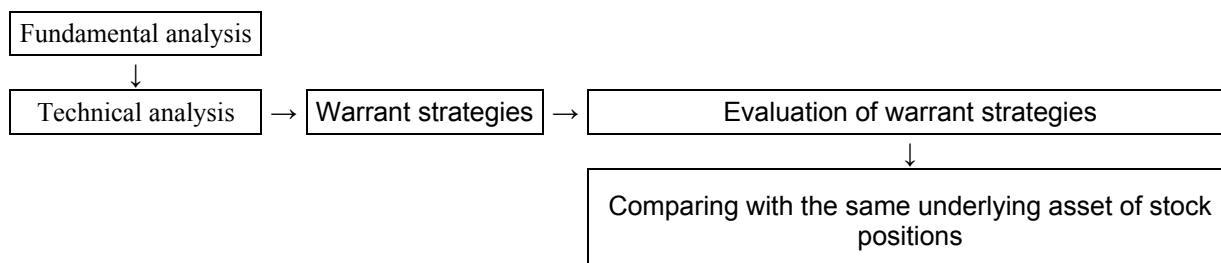 Fundamental analysis
↓
Technical analysis → Warrant strategies → Evaluation of warrant strategies
↓
Comparing with the same underlying asset of stock
positions